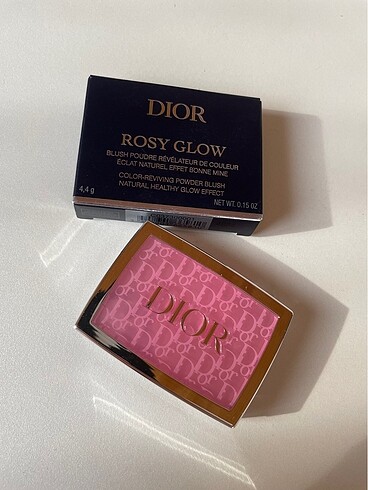 DIOR
ROSY GLOW
BLUSH POUDRE RÉVÉLATEUR DE COULEUR
ÉCLAT NATUREL EFFET BONNE MINE
COLOR-REVIVING POWDER BLUSH
NATURAL HEALTHY GLOW EFFECT
4,4 g
NET WT. 0.15 OZ
DIOR